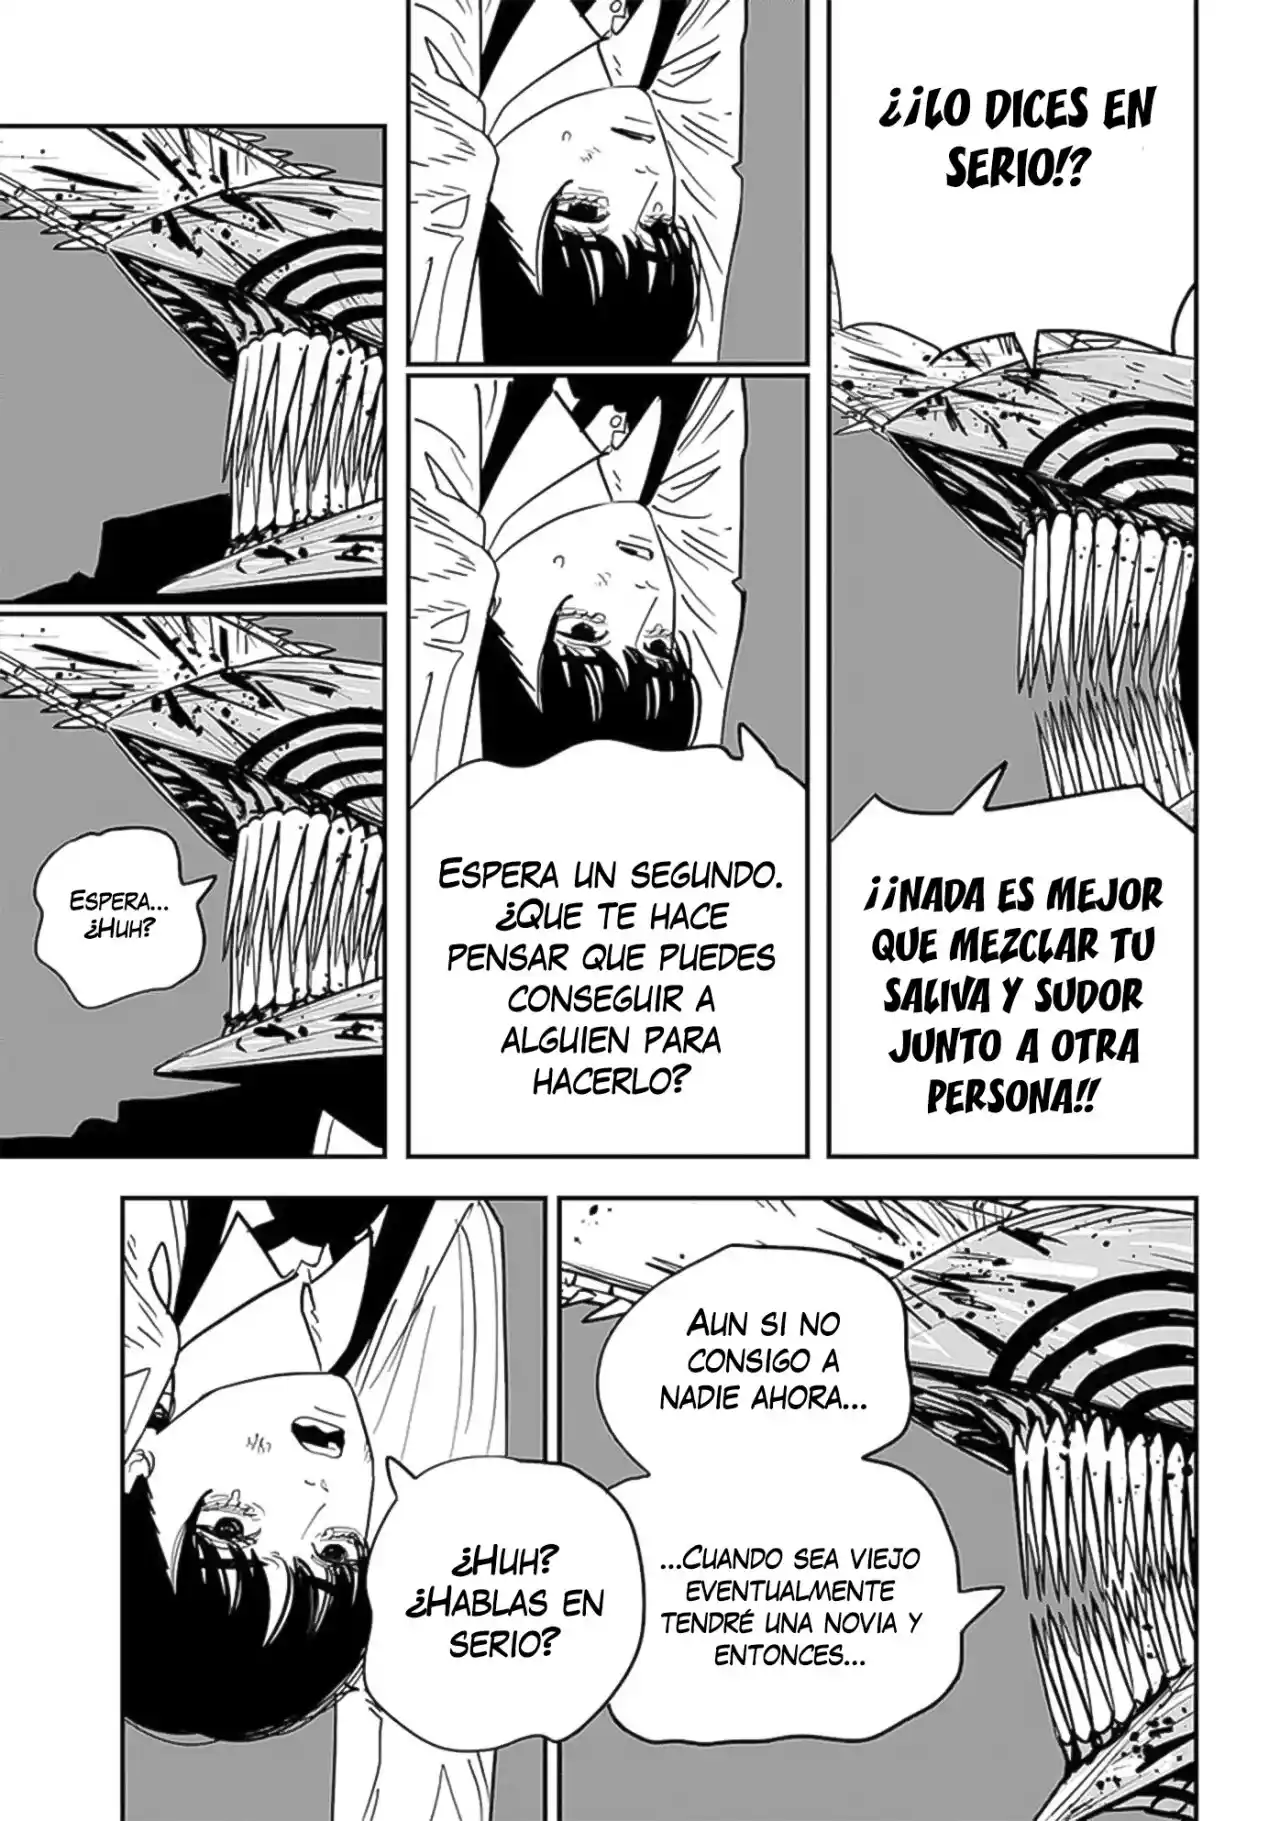 ¿¡¡LO DICES EN
SERIO!?
¡¡NADA ES MEJOR
QUE MEZCLAR TU
SALIVA Y SUDOR
JUNTO A OTRA
PERSONA!!
ESPERA UN SEGUNDO.
¿QUE TE HACE
PENSAR QUE PUEDES
CONSEGUIR A
ALGUIEN PARA
HACERLO?
ESPERA...
¿HUH?
AUN SI NO
CONSIGO A
NADIE AHORA...
...CUANDO SEA VIEJO
EVENTUALMENTE
TENDRÉ UNA NOVIA Y
ENTONCES...
¿HUH?
¿HABLAS EN
SERIO?